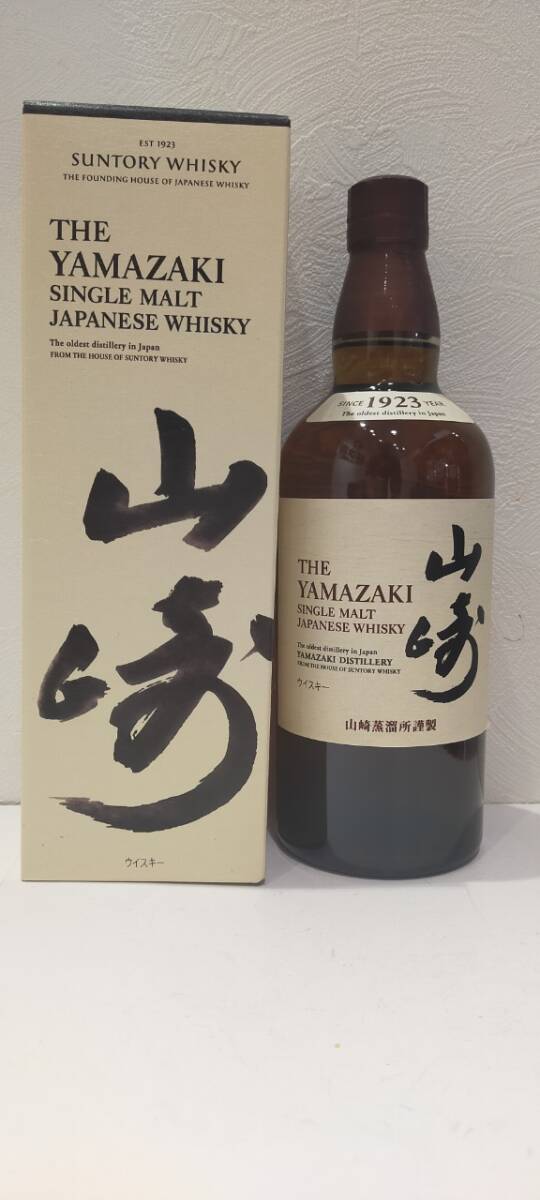 EST 1923
SUNTORY WHISKY
THE FOUNDING HOUSE OF JAPANESE WHISKY
THE
YAMAZAKI
SINGLE MALT
JAPANESE WHISKY
The oldest distillery in Japan
FROM THE HOUSE OF SUNTORY WHISKY
山崎
ウイスキー
SINCE 1923 YEAR
The oldest distillery in Japan
THE
YAMAZAKI
SINGLE MALT
JAPANESE WHISKY
The oldest distillery in Japan
YAMAZAKI DISTILLERY
FROM THE HOUSE OF SUNTORY WHISKY
ウイスキー
山崎
山崎蒸溜所謹製